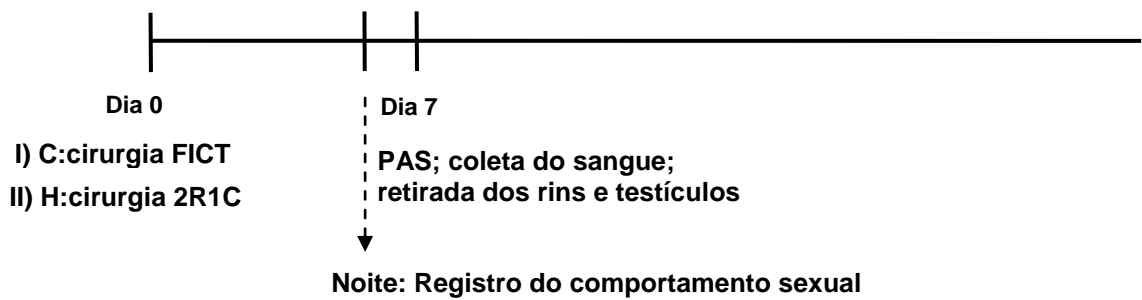 Dia 0
Dia 7
I) C:cirurgia FICT
II) H:cirurgia 2R1C
PAS; coleta do sangue;
retirada dos rins e testículos
Noite: Registro do comportamento sexual